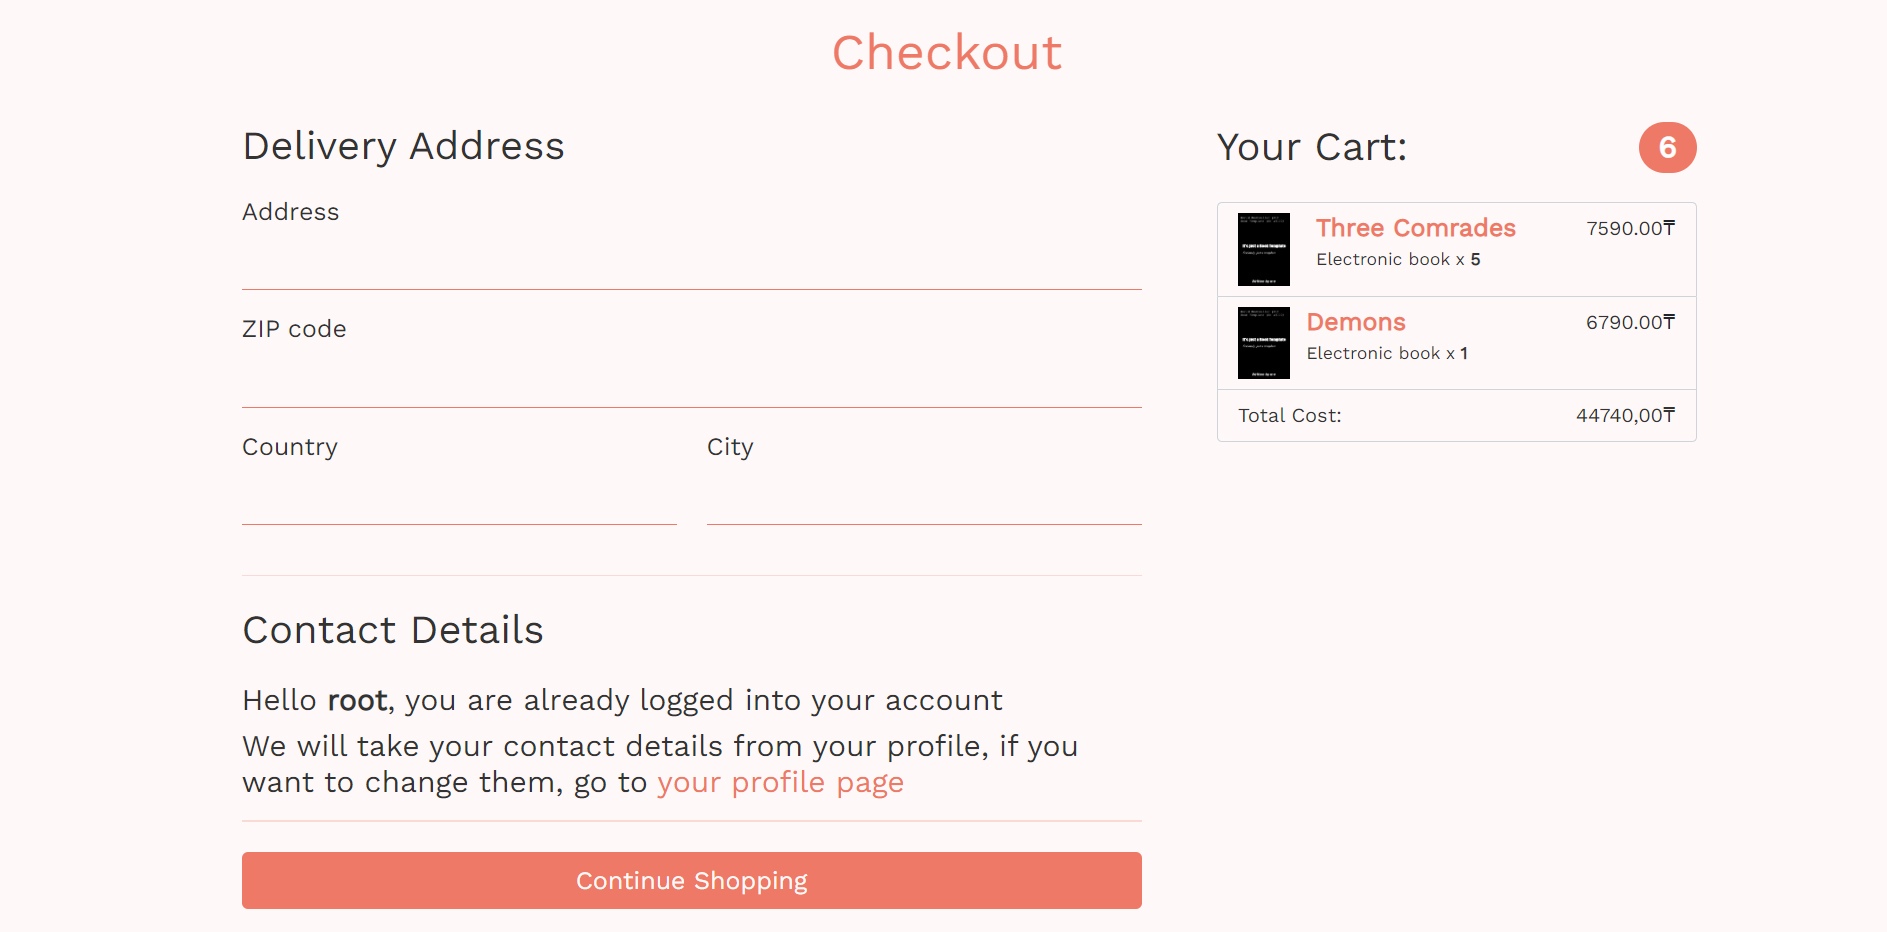 Checkout
Delivery Address
Address
ZIP code
Country
City
Contact Details
Hello root, you are already logged into your account
We will take your contact details from your profile, if you
want to change them, go to your profile page
Continue Shopping
Your Cart:
6
Three Comrades
7590.00₸
Electronic book x 5
Demons
6790.00₸
Electronic book x 1
Total Cost:
44740,00₸